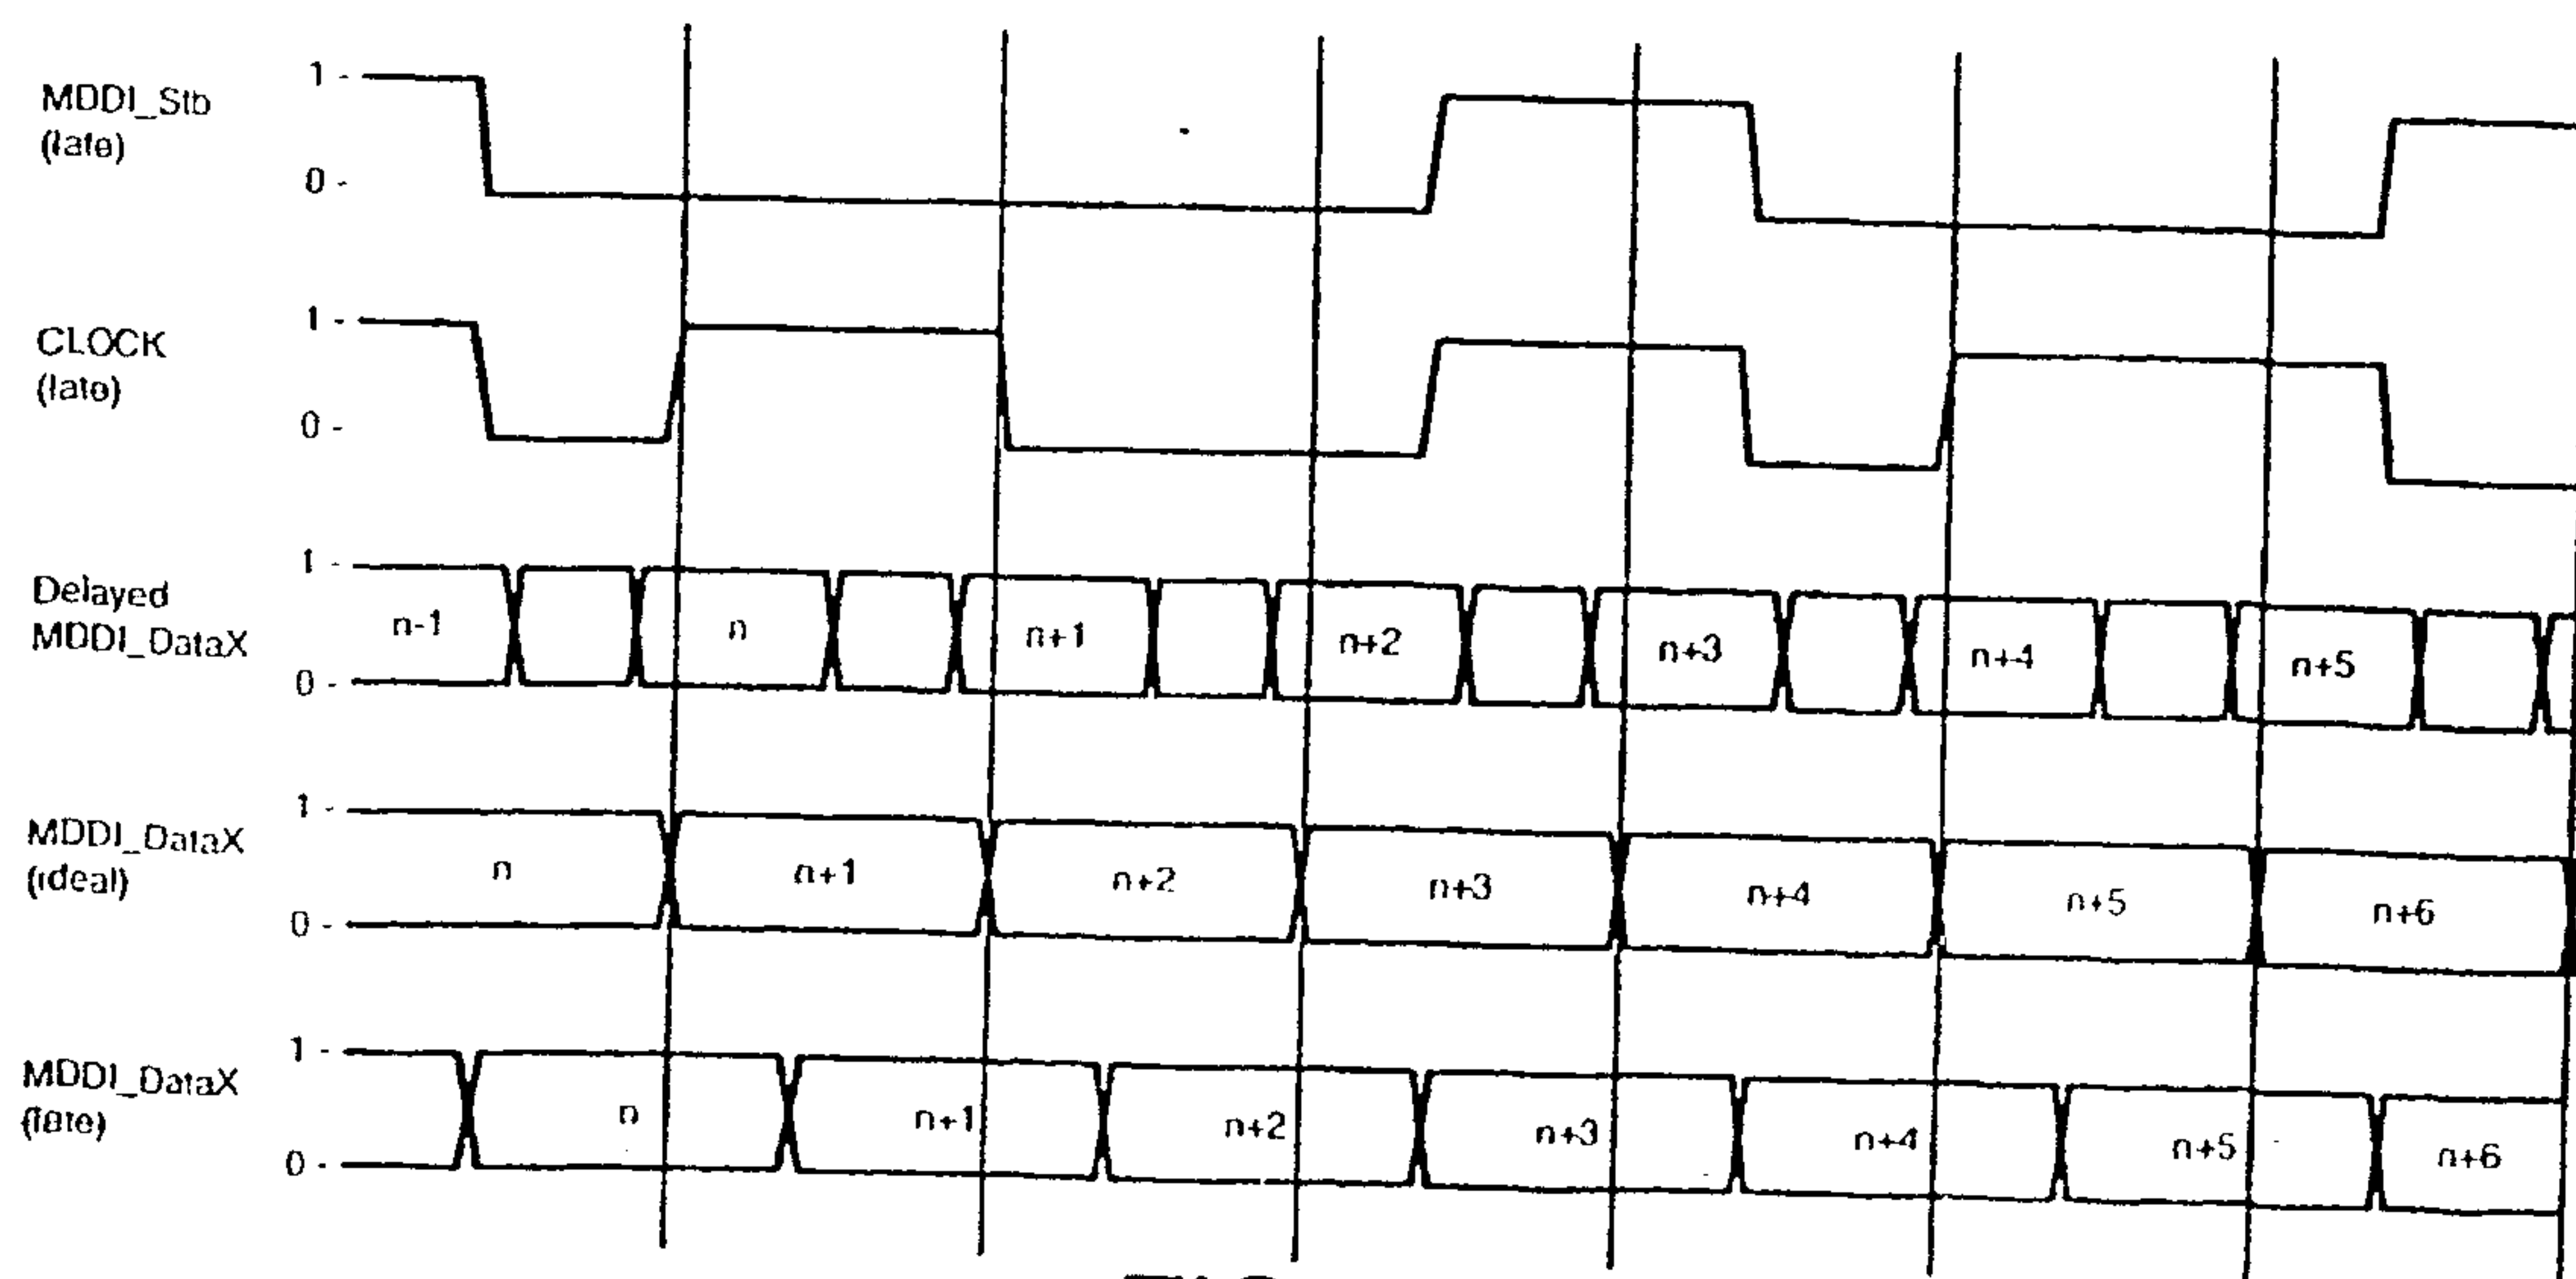 MDDI_Stb
(late)
1 -
0 -
CLOCK
(late)
1 -
0 -
Delayed
MDDI_DataX
1 -
0 -
n-1 n n+1 n+2 n+3 n+4 n+5
MDDI_DataX
(ideal)
1 -
0 -
n n+1 n+2 n+3 n+4 n+5 n+6
MDDI_DataX
(late)
1 -
0 -
n n+1 n+2 n+3 n+4 n+5 n+6